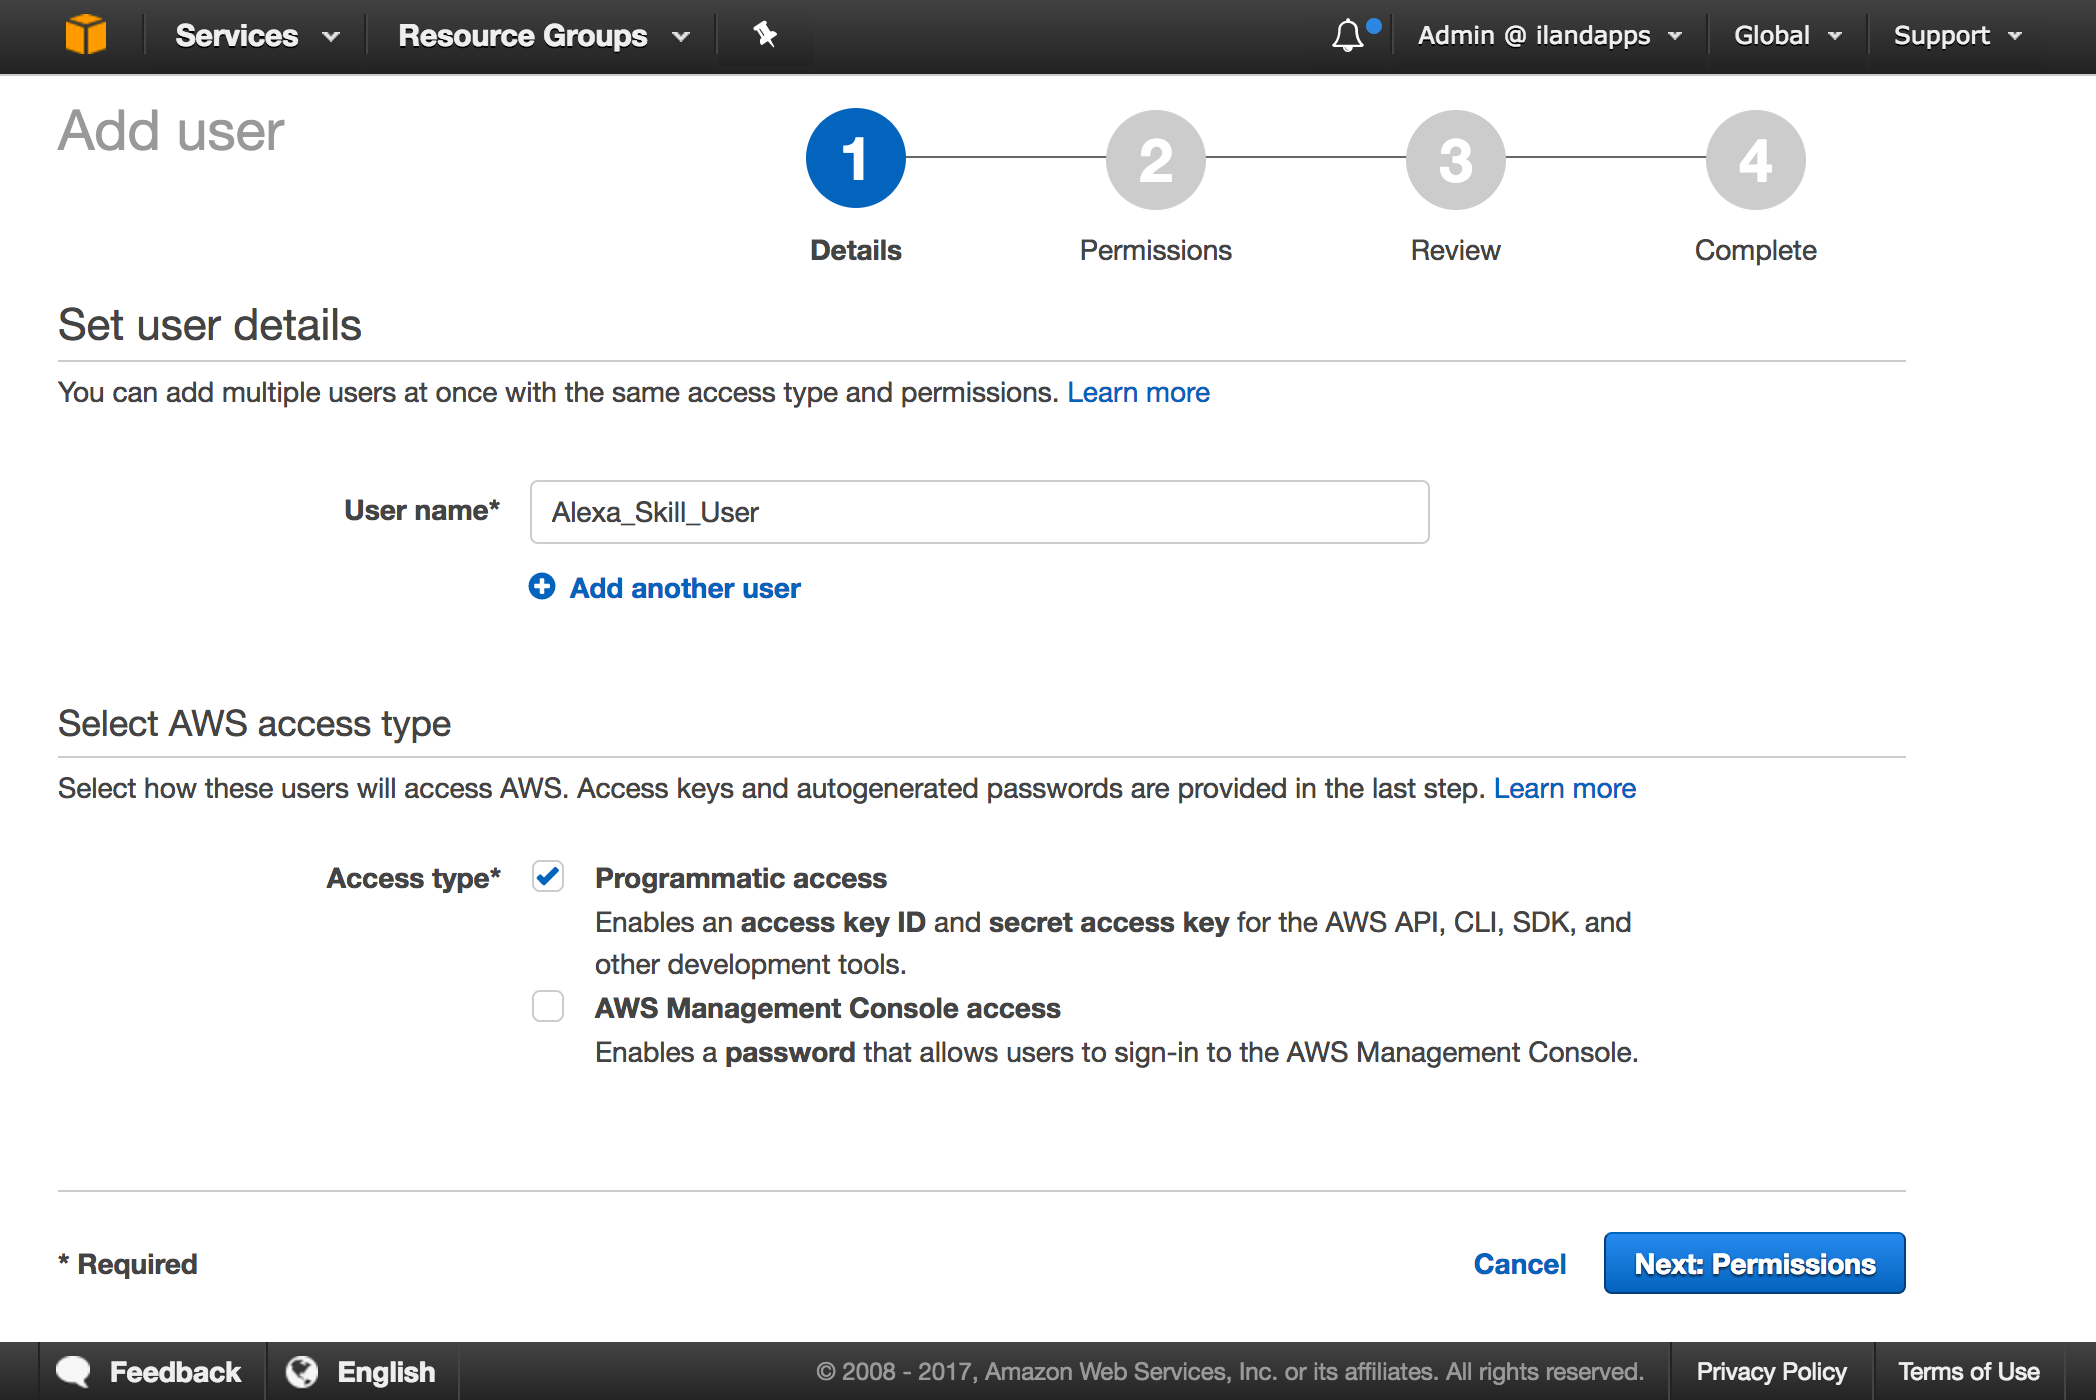 Services
Resource Groups
Admin @ ilandapps
Global
Support
Add user
1
2
3
4
Details
Permissions
Review
Complete
Set user details
You can add multiple users at once with the same access type and permissions. Learn more
User name* Alexa_Skill_User
Add another user
Select AWS access type
Select how these users will access AWS. Access keys and autogenerated passwords are provided in the last step. Learn more
Access type* Programmatic access
Enables an access key ID and secret access key for the AWS API, CLI, SDK, and
other development tools.
AWS Management Console access
Enables a password that allows users to sign-in to the AWS Management Console.
* Required
Cancel
Next: Permissions
Feedback
English
© 2008 - 2017, Amazon Web Services, Inc. or its affiliates. All rights reserved.
Privacy Policy
Terms of Use